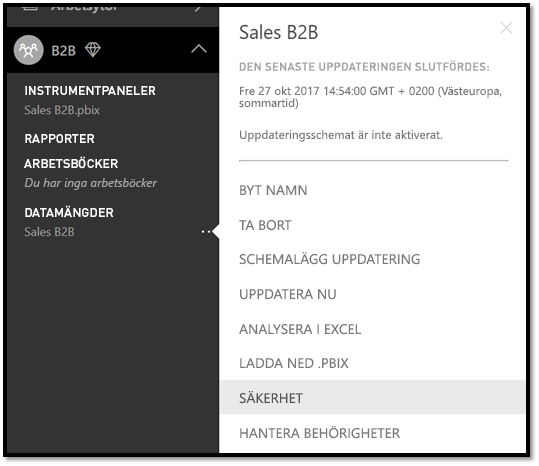 Arbetsytor
B2B
INSTRUMENTPANELER
Sales B2B.pbix
RAPPORTER
ARBETSBÖCKER
Du har inga arbetsböcker
DATAMÄNGDER
Sales B2B
Sales B2B
DEN SENASTE UPPDATERINGEN SLUTFÖRDES:
Fre 27 okt 2017 14:54:00 GMT + 0200 (Västeuropa,
sommartid)
Uppdateringsschemat är inte aktiverat.
BYT NAMN
TA BORT
SCHEMALÄGG UPPDATERING
UPPDATERA NU
ANALYSERA I EXCEL
LADDA NED .PBIX
SÄKERHET
HANTERA BEHÖRIGHETER